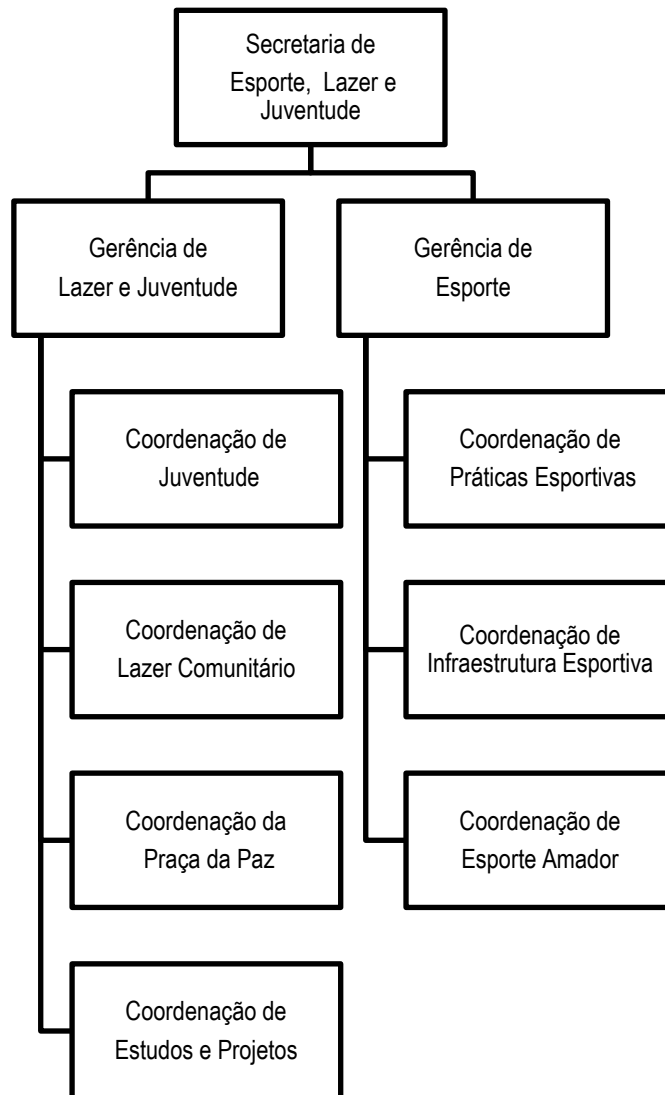 Secretaria de
Esporte, Lazer e
Juventude
Gerência de
Lazer e Juventude
Gerência de
Esporte
Coordenação de
Juventude
Coordenação de
Práticas Esportivas
Coordenação de
Lazer Comunitário
Coordenação de
Infraestrutura Esportiva
Coordenação da
Praça da Paz
Coordenação de
Esporte Amador
Coordenação de
Estudos e Projetos